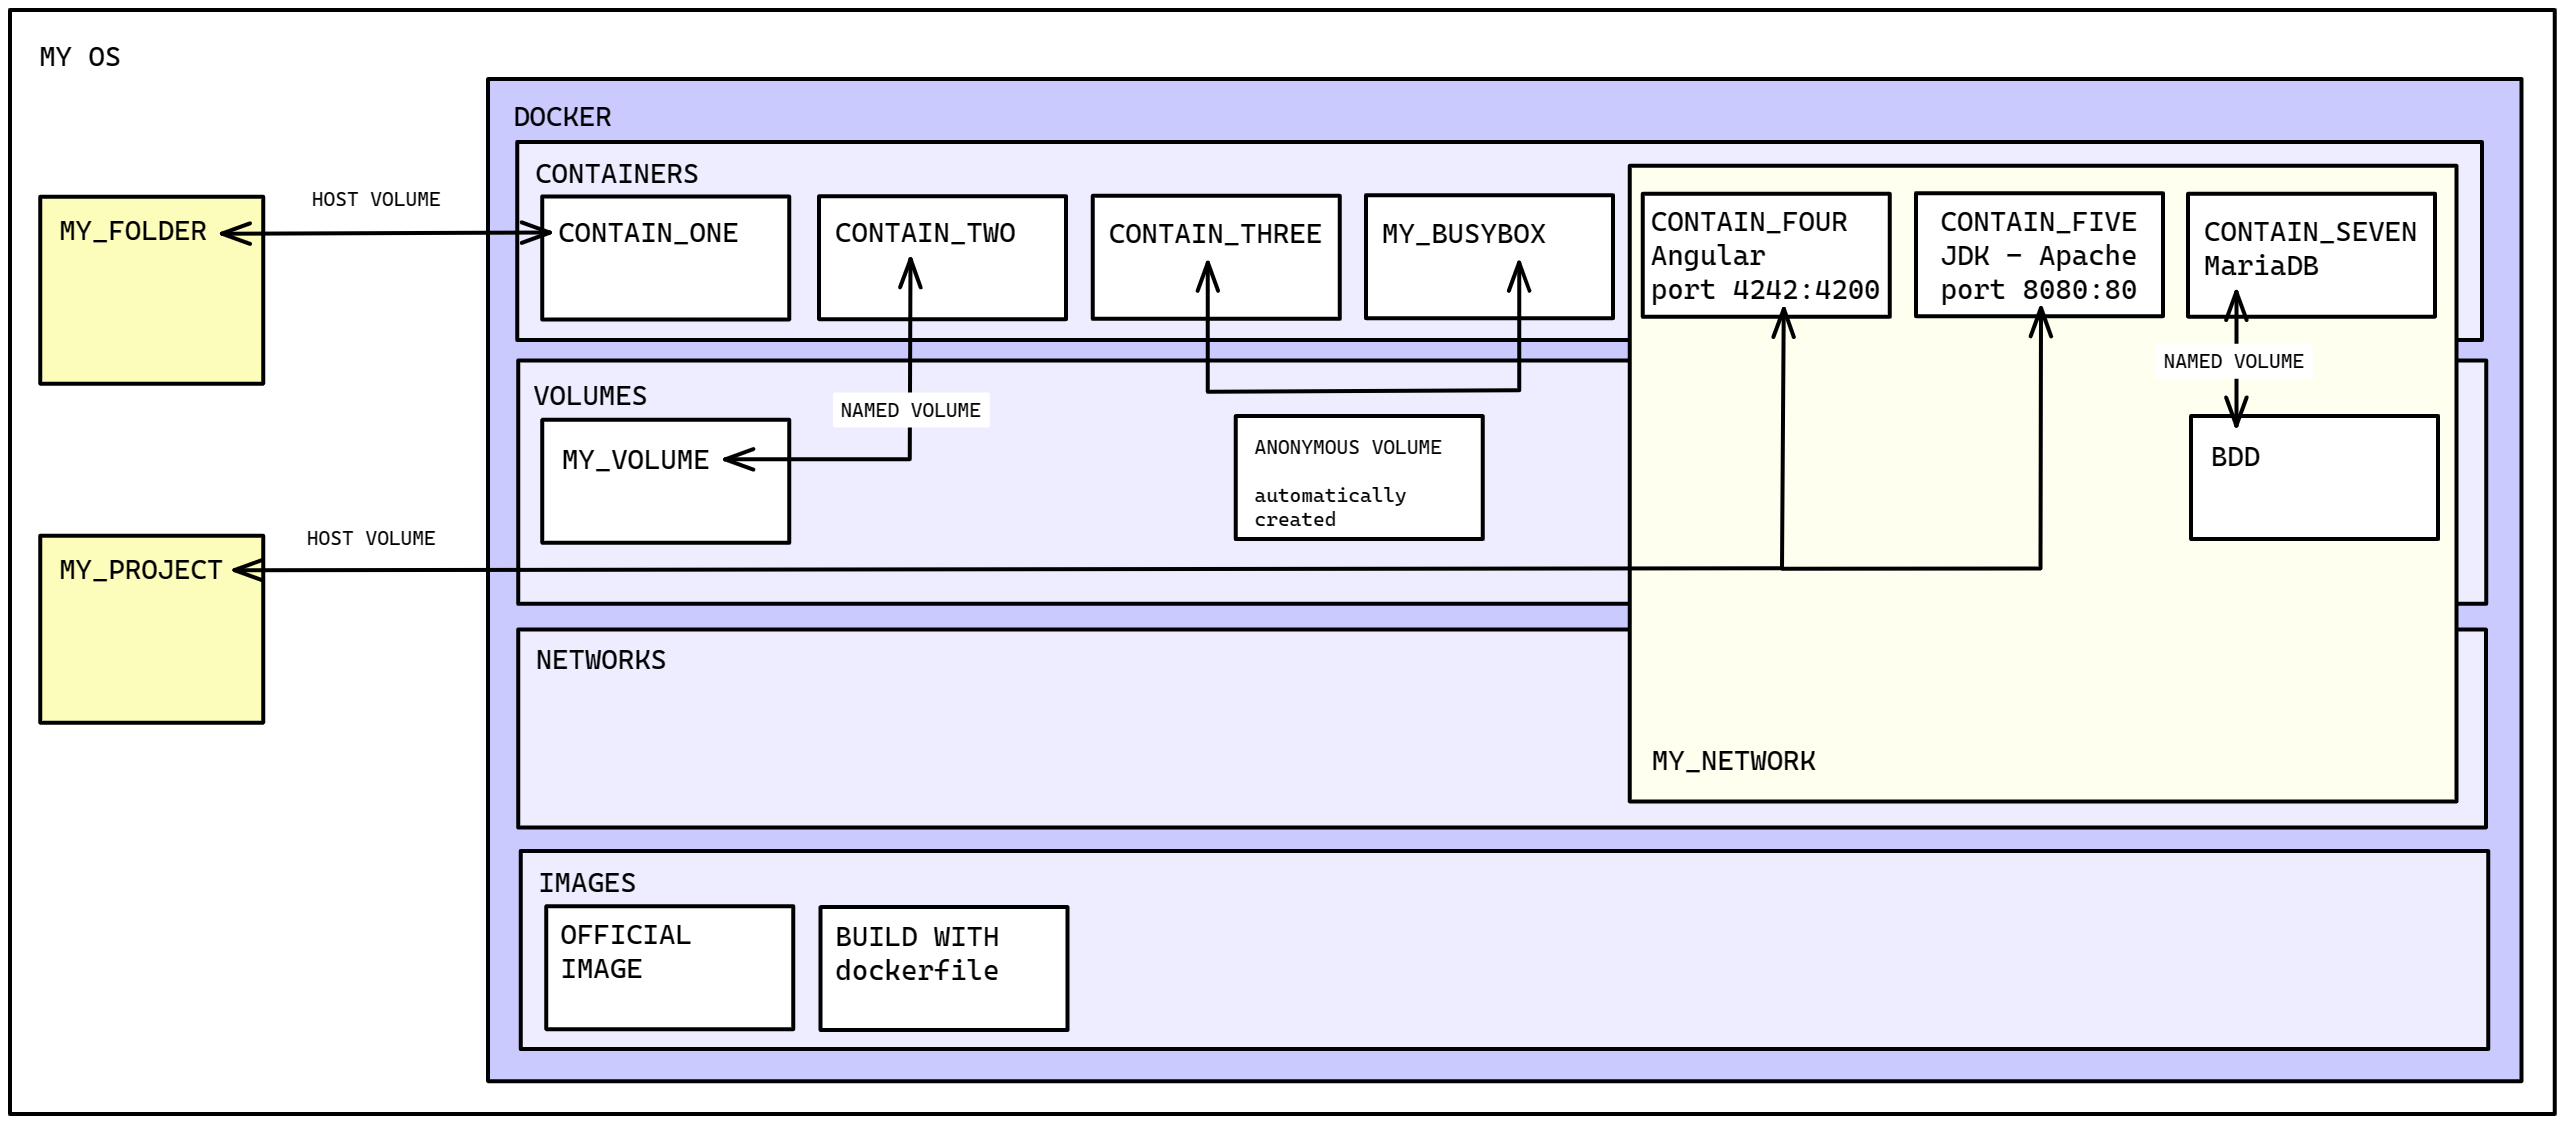 MY OS
DOCKER
CONTAINERS
MY_FOLDER
HOST VOLUME
CONTAIN_ONE
CONTAIN_TWO
CONTAIN_THREE
MY_BUSYBOX
CONTAIN_FOUR
Angular
port 4242:4200
CONTAIN_FIVE
JDK - Apache
port 8080:80
CONTAIN_SEVEN
MariaDB
NAMED VOLUME
BDD
VOLUMES
MY_VOLUME
NAMED VOLUME
ANONYMOUS VOLUME
automatically
created
MY_PROJECT
HOST VOLUME
NETWORKS
MY_NETWORK
IMAGES
OFFICIAL
IMAGE
BUILD WITH
dockerfile